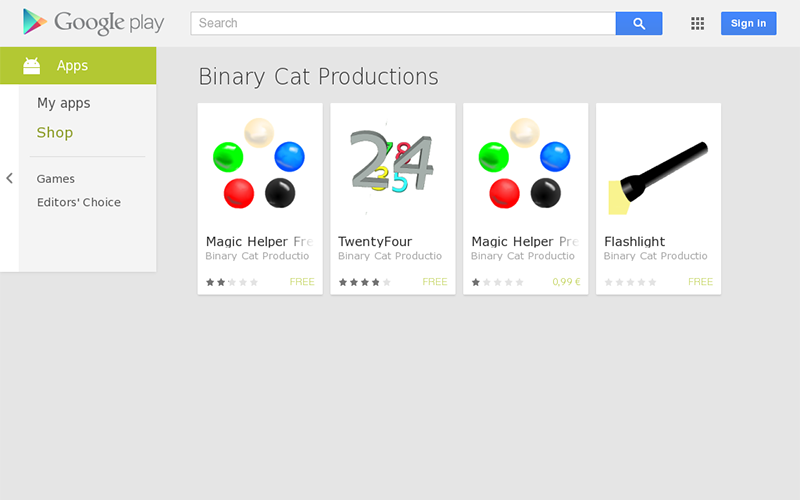 Google play
Search
Sign in
Apps
My apps
Shop
Games
Editors' Choice
Binary Cat Productions
Magic Helper Fre
Binary Cat Productio
FREE
24
7835
TwentyFour
Binary Cat Productio
FREE
Magic Helper Pre
Binary Cat Productio
0,99 €
Flashlight
Binary Cat Productio
FREE